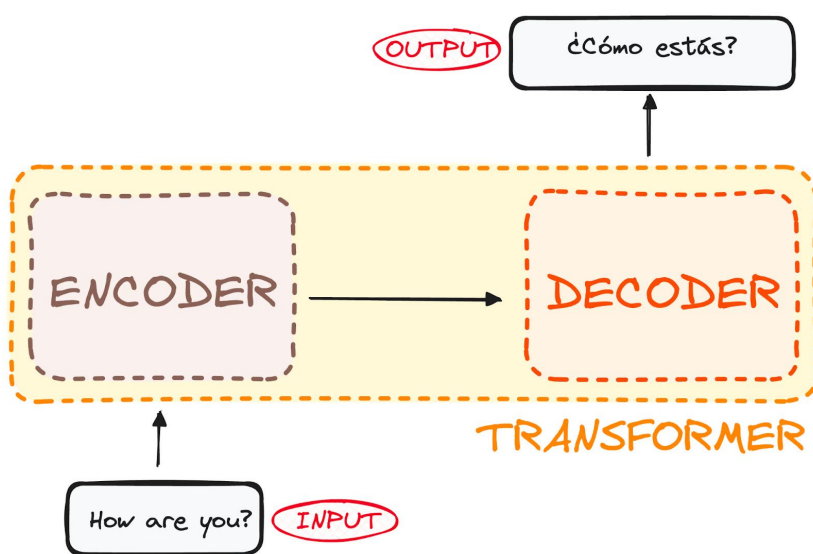 OUTPUT
¿Cómo estás?
ENCODER
DECODER
TRANSFORMER
How are you?
INPUT